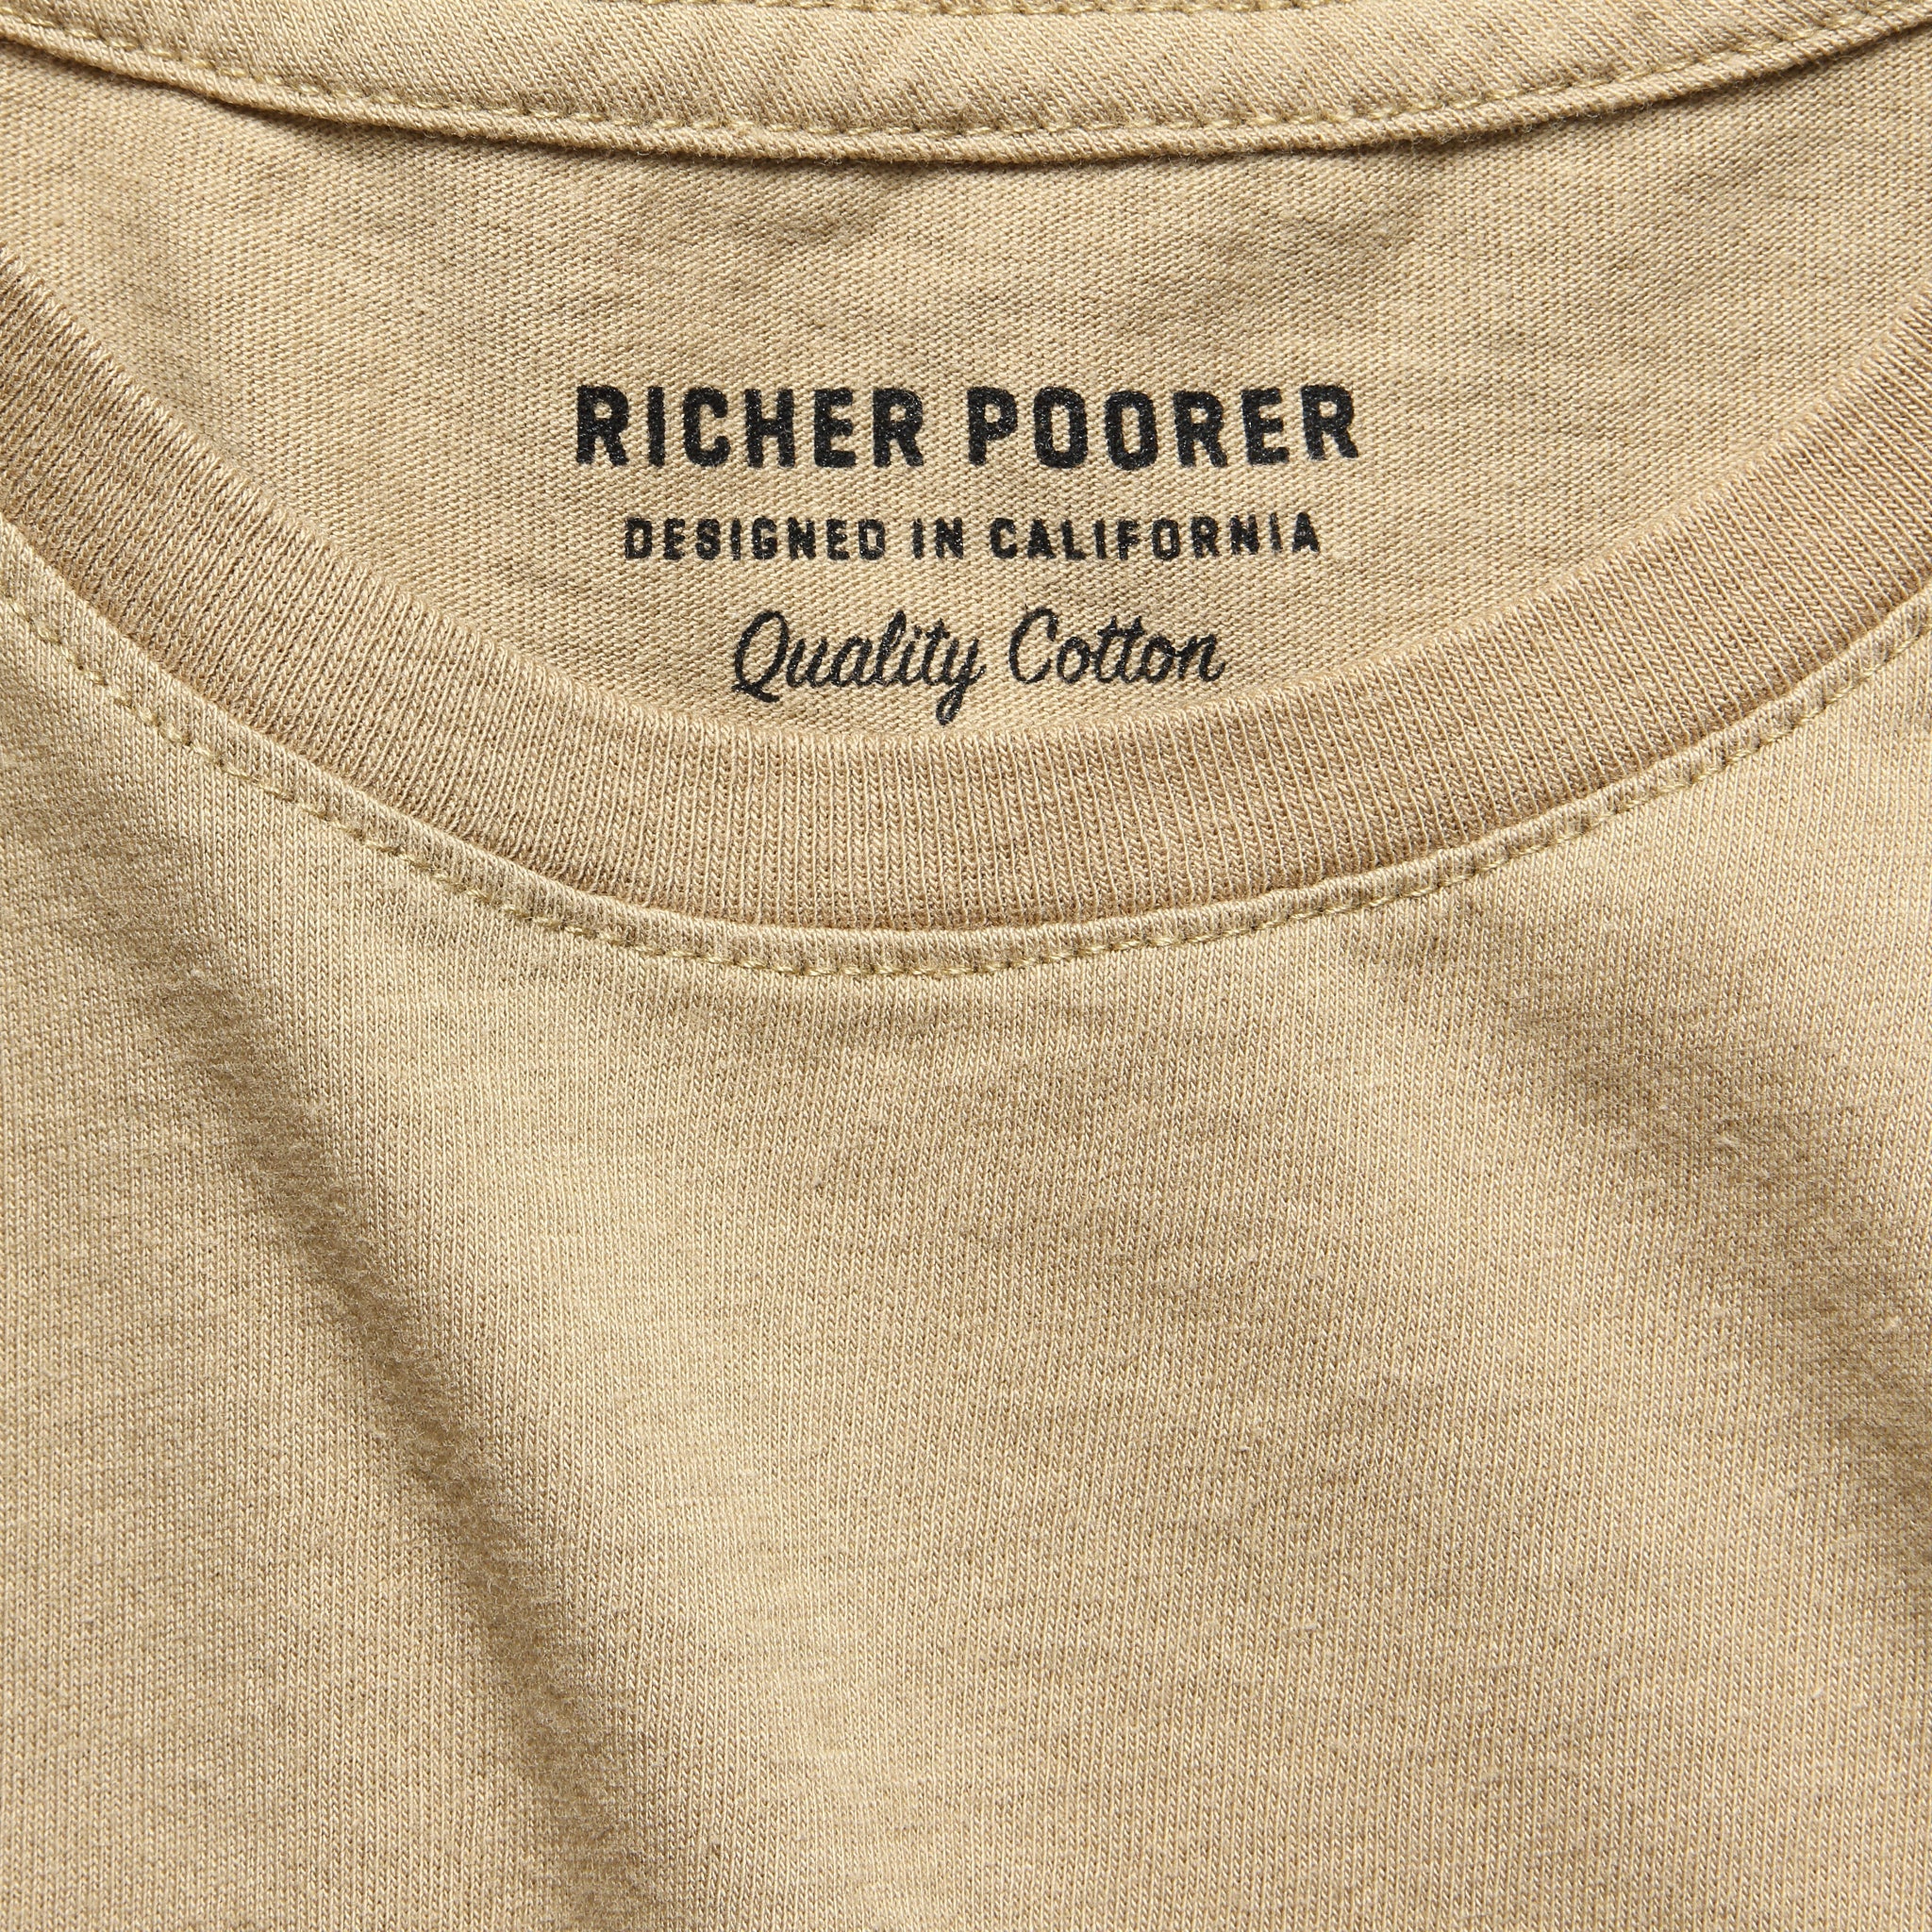 RICHER POORER
DESIGNED IN CALIFORNIA
Quality Cotton